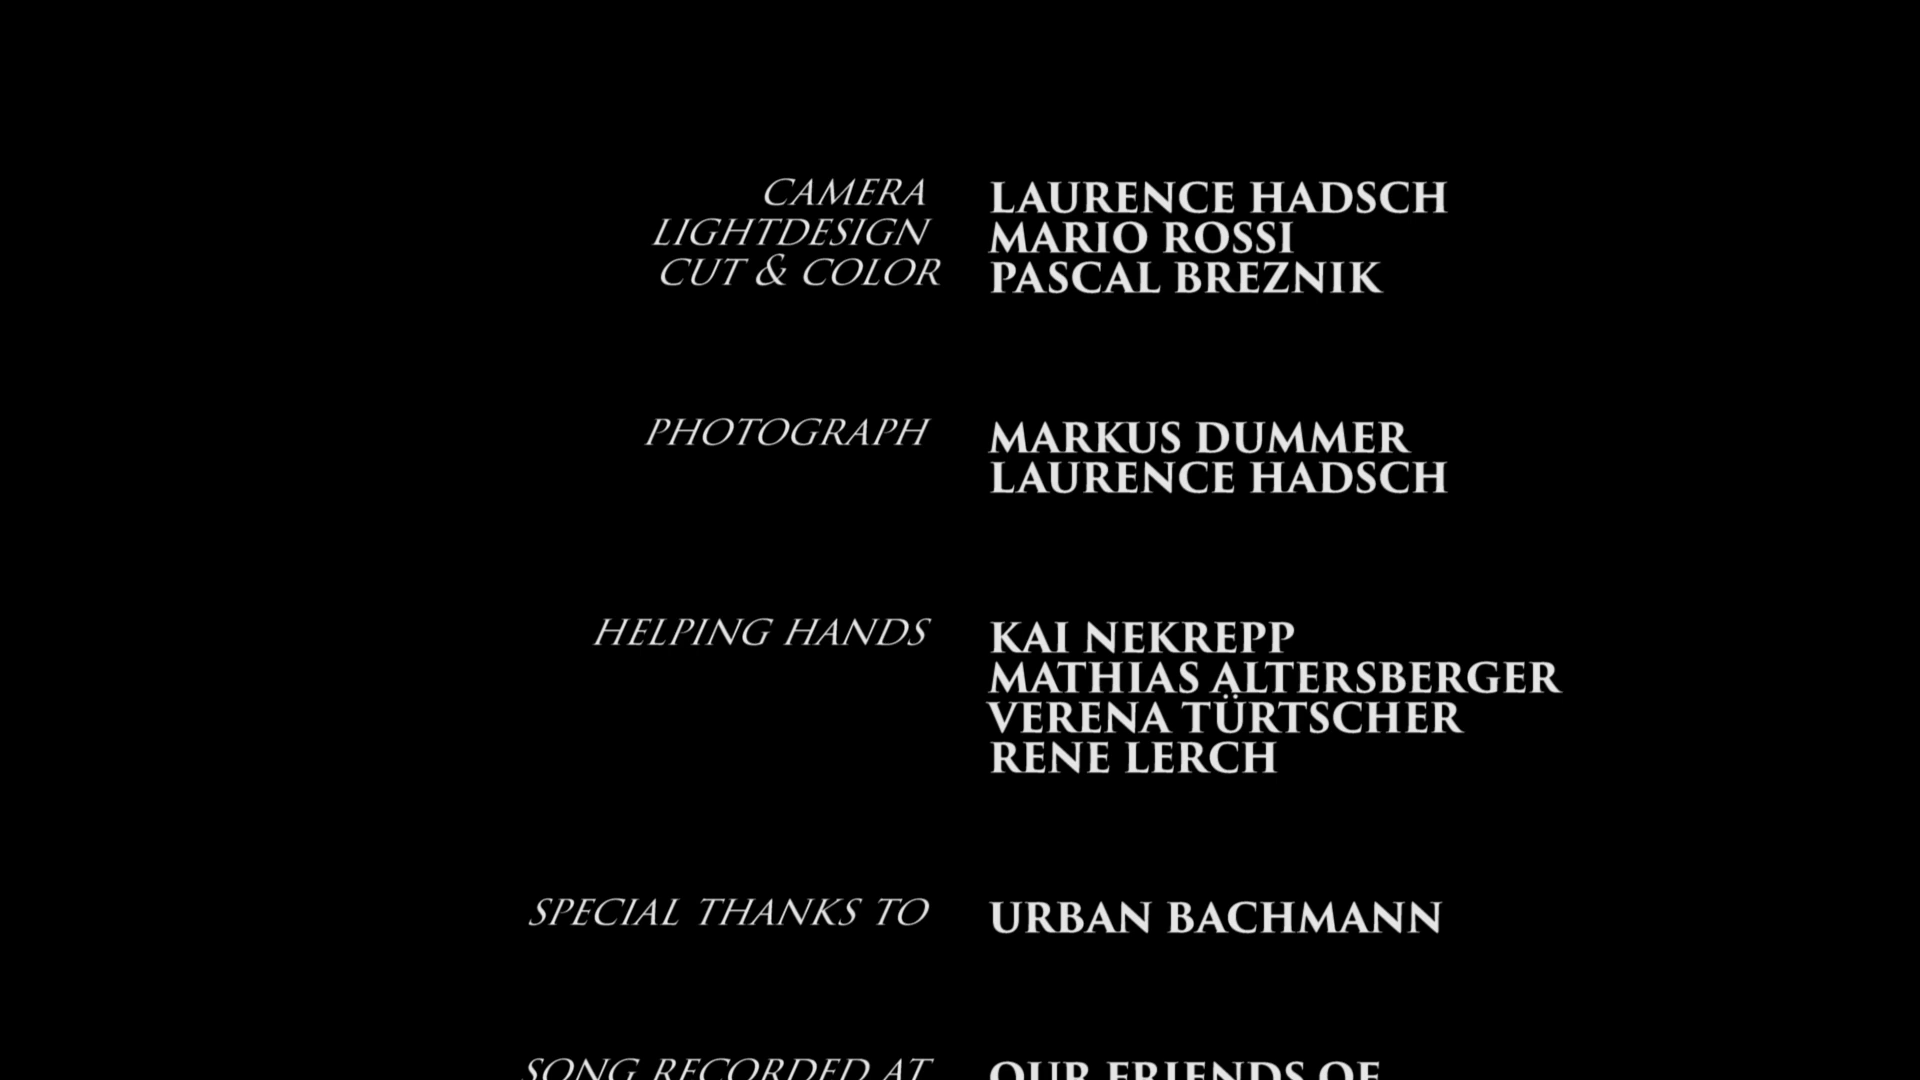 CAMERA LAURENCE HADSCH
LIGHTDESIGN MARIO ROSSI
CUT & COLOR PASCAL BREZNIK
PHOTOGRAPH MARKUS DUMMER
LAURENCE HADSCH
HELPING HANDS KAI NEKREPP
MATHIAS ALTERSBERGER
VERENA TÜRTSCHER
RENE LERCH
SPECIAL THANKS TO URBAN BACHMANN
SONG RECORDED AT OUR FRIENDS OF